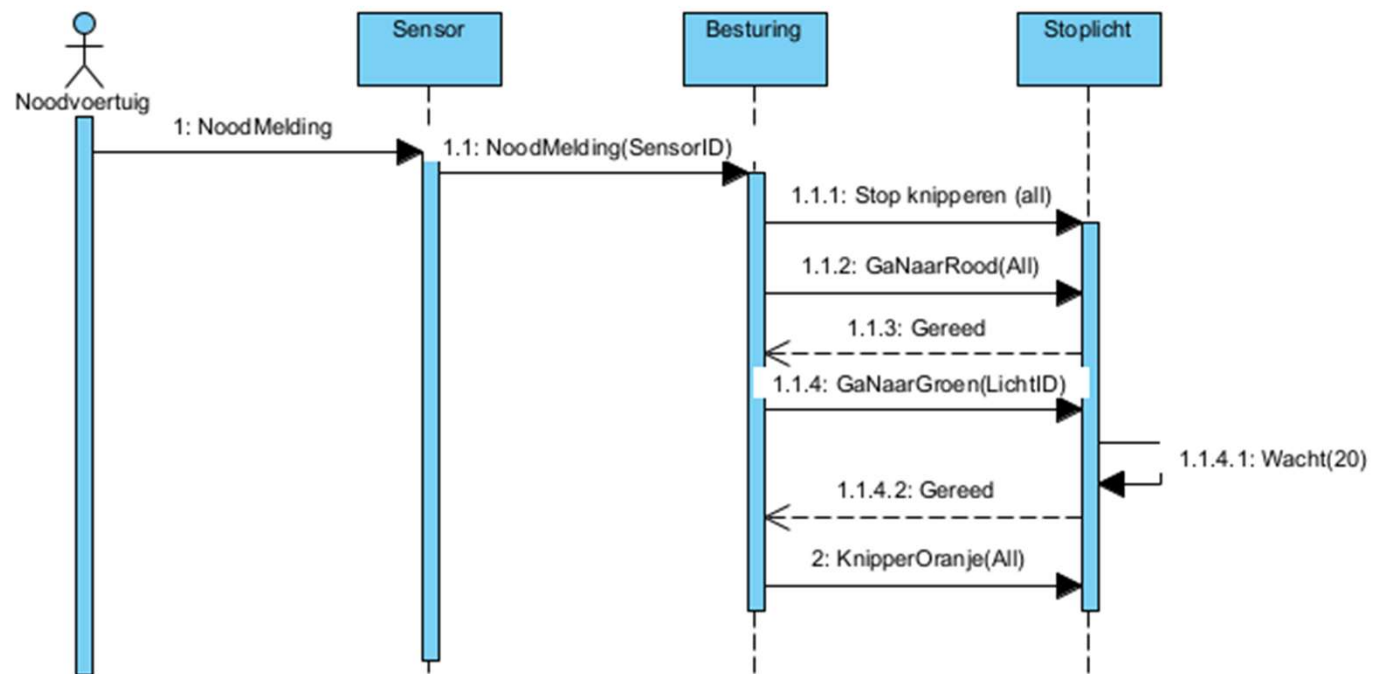 Noodvoertuig
Sensor
Besturing
Stoplicht
1: NoodMelding
1.1: NoodMelding(SensorID)
1.1.1: Stop knipperen (all)
1.1.2: GaNaarRood(All)
1.1.3: Gereed
1.1.4: GaNaarGroen(LichtID)
1.1.4.1: Wacht(20)
1.1.4.2: Gereed
2: KnipperOranje(All)